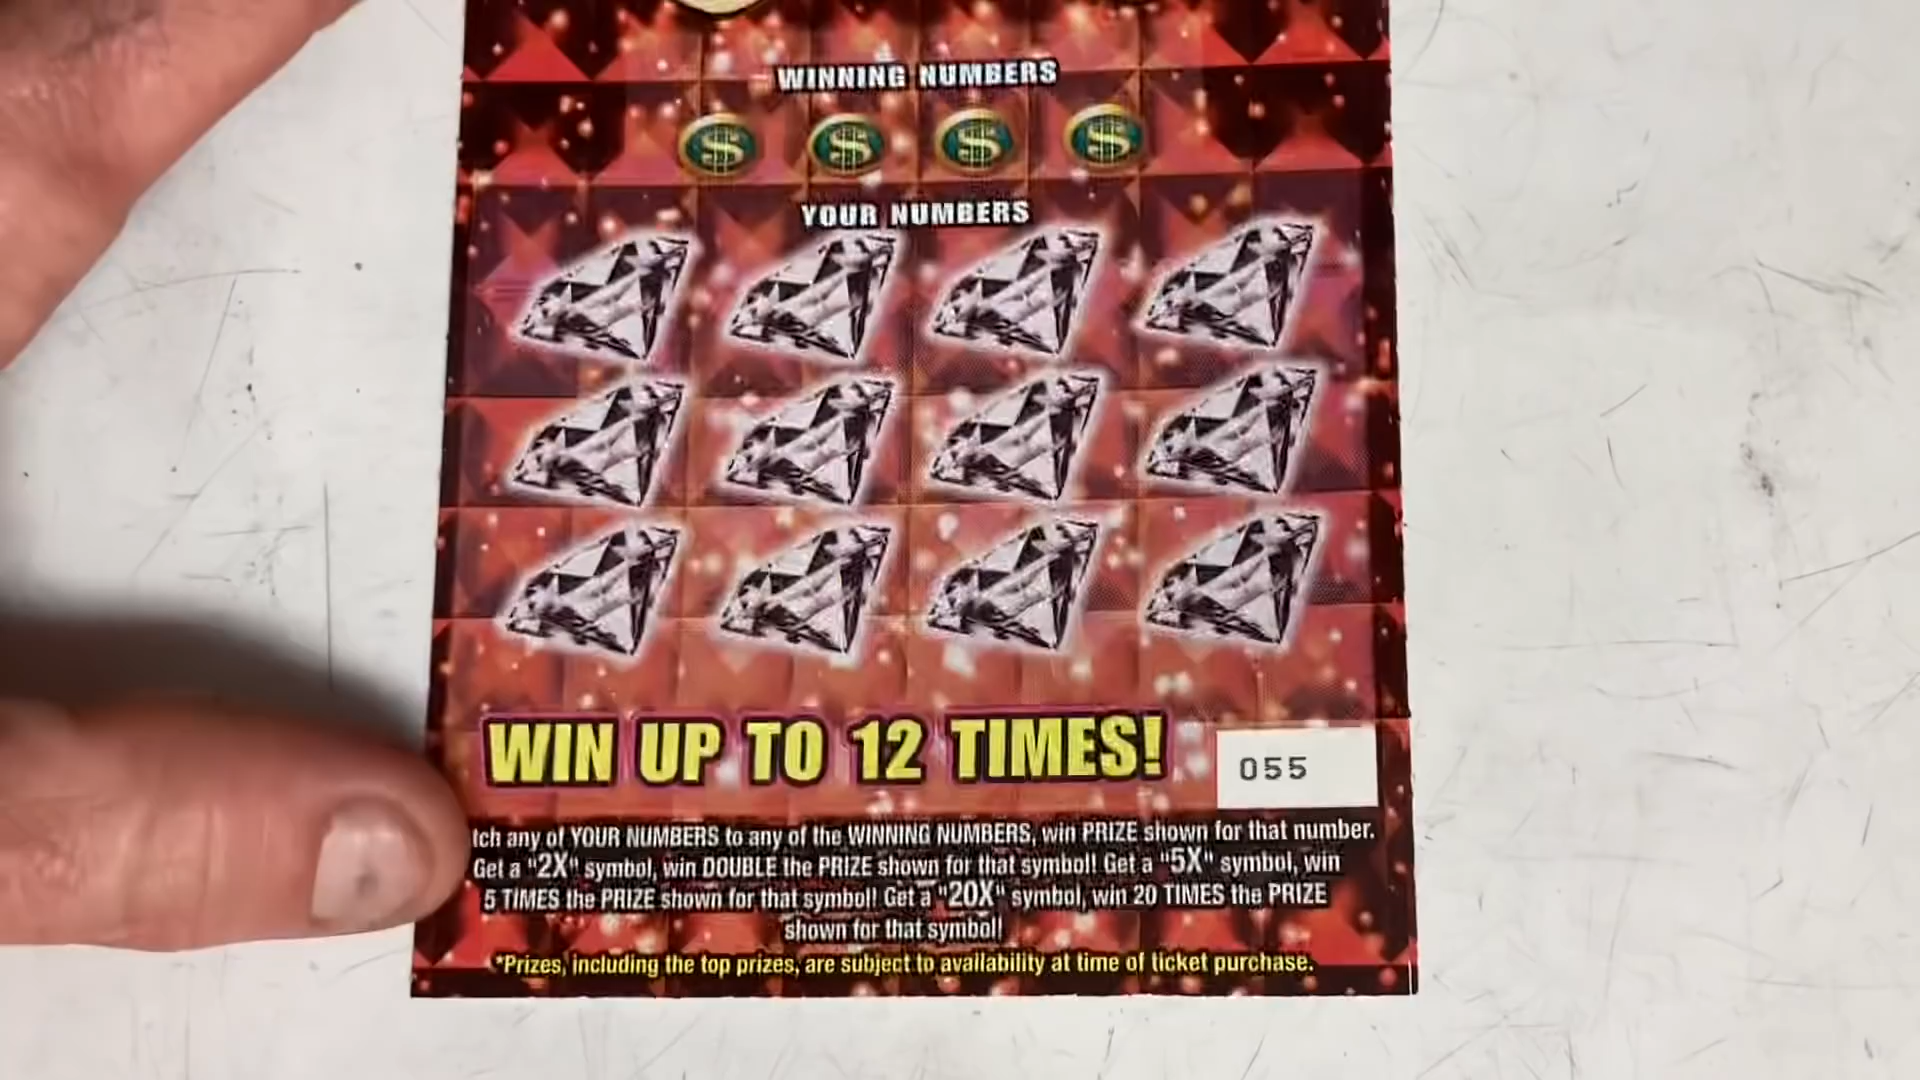 WINNING NUMBERS
$ $ $ $
YOUR NUMBERS
WIN UP TO 12 TIMES!
055
tch any of YOUR NUMBERS to any of the WINNING NUMBERS, win PRIZE shown for that number.
Get a "2X" symbol, win DOUBLE the PRIZE shown for that symbol! Get a "5X" symbol, win
5 TIMES the PRIZE shown for that symbol! Get a "20X" symbol, win 20 TIMES the PRIZE
shown for that symbol!
*Prizes, including the top prizes, are subject to availability at time of ticket purchase.